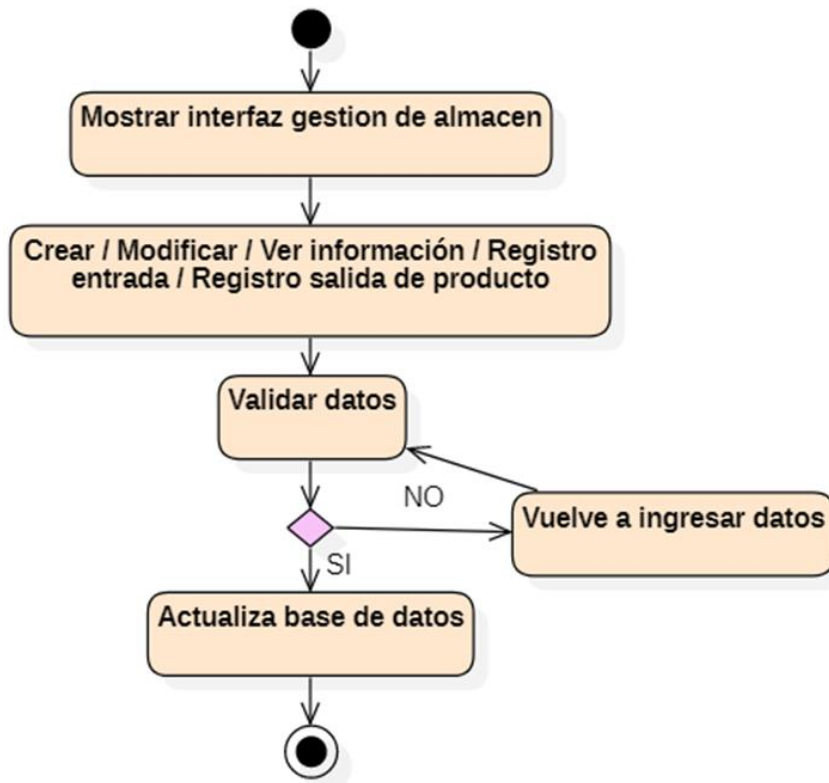 Mostrar interfaz gestion de almacen
Crear / Modificar / Ver información / Registro
entrada / Registro salida de producto
Validar datos
NO
Vuelve a ingresar datos
SI
Actualiza base de datos